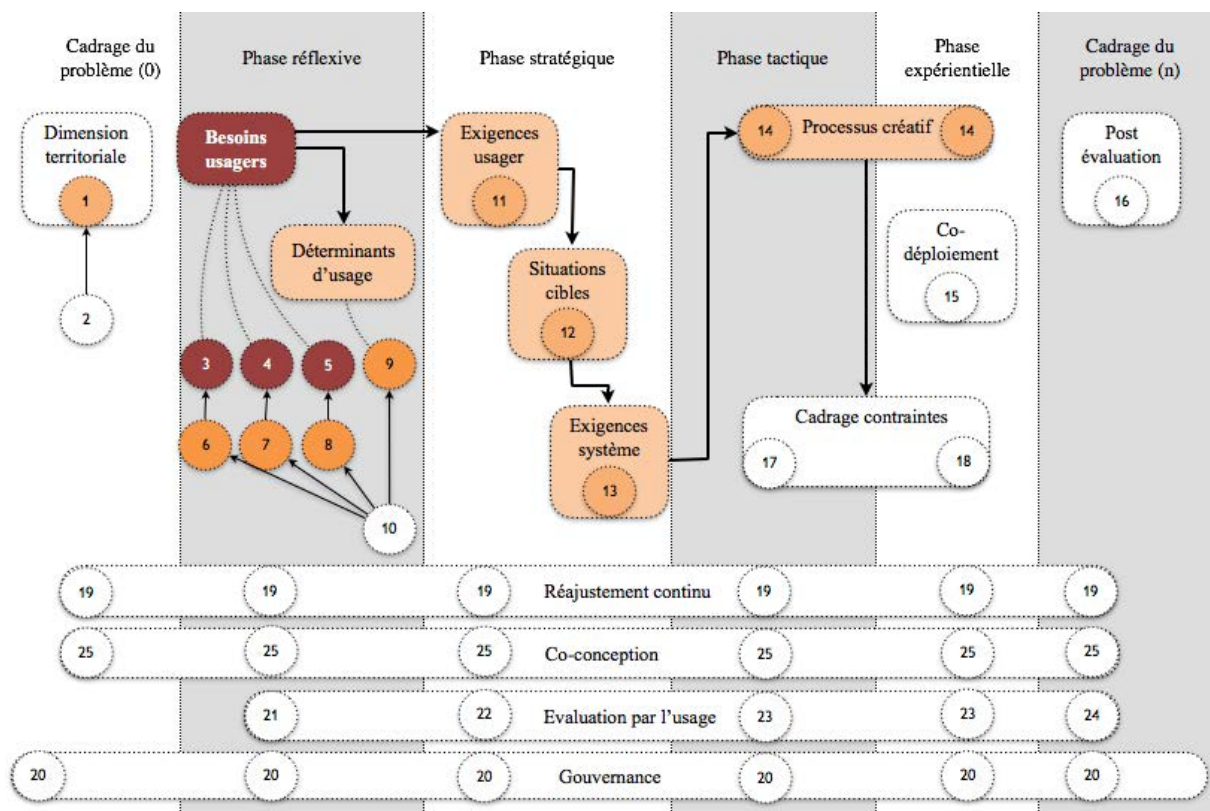 Cadrage du
problème (0)
Phase réflexive
Phase stratégique
Phase tactique
Phase
expérientielle
Cadrage du
problème (n)
Dimension
territoriale
1
2
Besoins
usagers
Déterminants
d’usage
3
4
5
9
6
7
8
10
Exigences
usager
11
Situations
cibles
12
Exigences
système
13
14
Processus créatif
14
Co-
déploiement
15
Cadrage contraintes
17
18
Post
évaluation
16
19
19
19
Réajustement continu
19
19
19
25
25
25
Co-conception
25
25
25
21
22
Evaluation par l’usage
23
23
24
20
20
20
Gouvernance
20
20
20